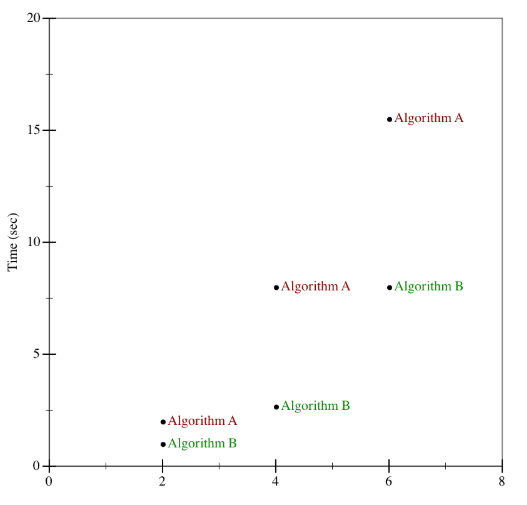 20
15
10
5
0
Time (sec)
Algorithm A
Algorithm A
Algorithm B
Algorithm B
Algorithm A
Algorithm B
0 2 4 6 8